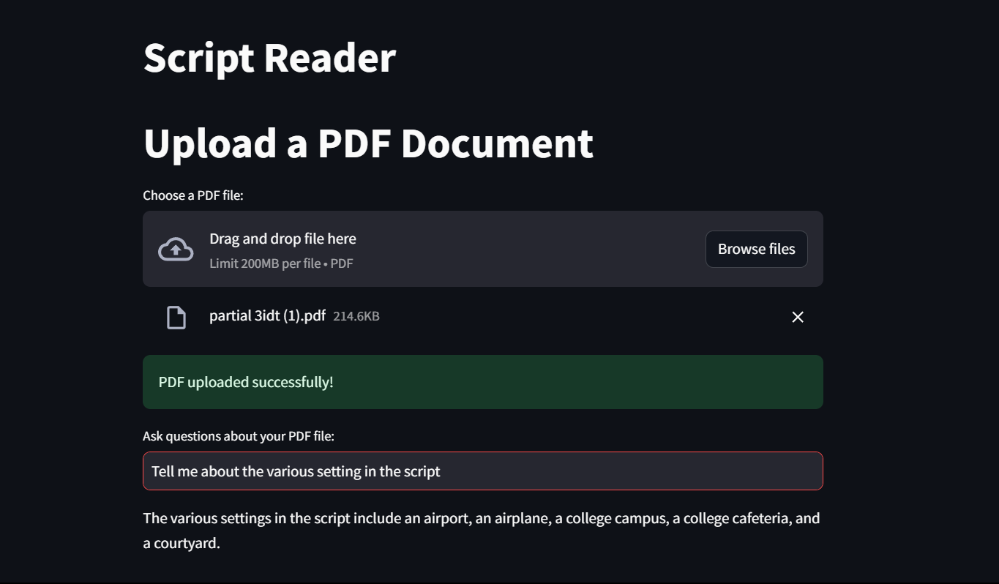 Script Reader
Upload a PDF Document
Choose a PDF file:
Drag and drop file here
Limit 200MB per file • PDF
Browse files
partial 3idt (1).pdf 214.6KB
PDF uploaded successfully!
Ask questions about your PDF file:
Tell me about the various setting in the script
The various settings in the script include an airport, an airplane, a college campus, a college cafeteria, and
a courtyard.